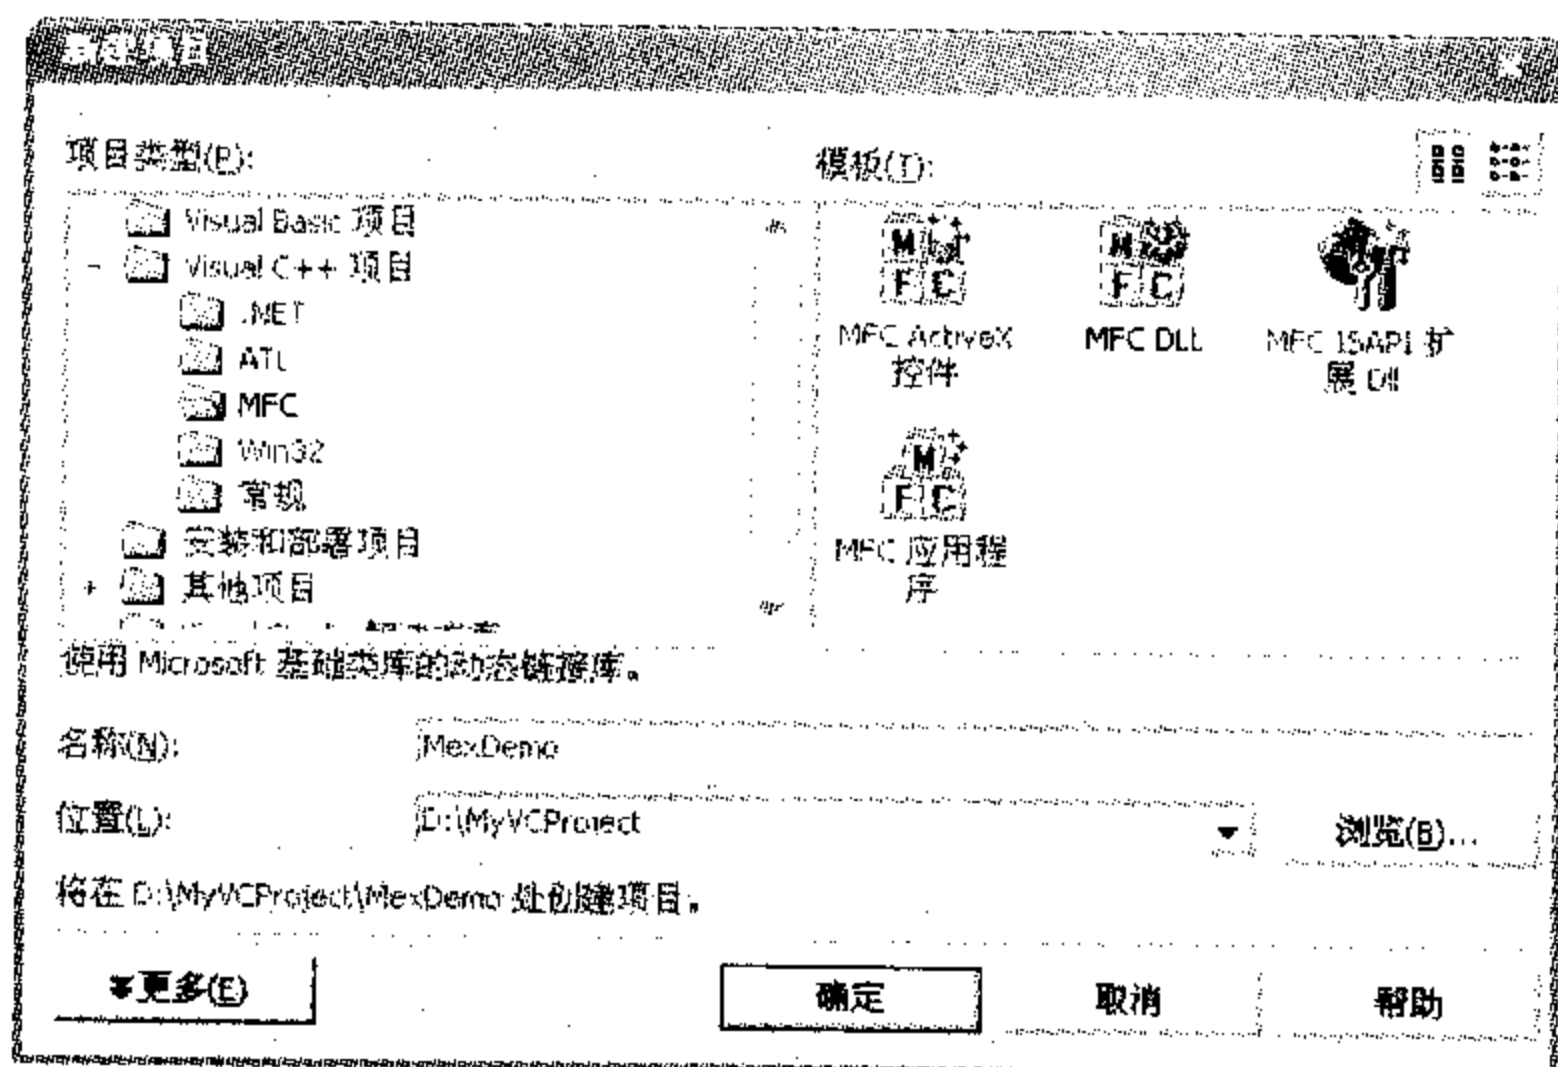 新建项目
项目类型(P):
模板(T):
Visual Basic 项目
Visual C++ 项目
.NET
ATL
MFC
Win32
常规
安装和部署项目
其他项目
MFC ActiveX
控件
MFC DLL
MFC ISAPI 扩
展 Dll
MFC 应用程
序
使用 Microsoft 基础类库的动态链接库。
名称(N):
MexDemo
位置(L):
D:\MyVCProject
浏览(B)...
将在 D:\MyVCProject\MexDemo 处创建项目。
更多(E)
确定
取消
帮助